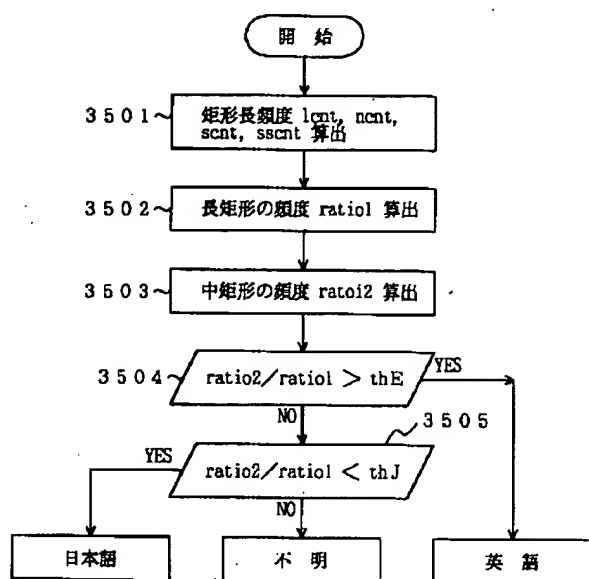 開 始
3501 矩形長頻度 lcnt, ncnt,
scnt, sscnt 算出
3502 長矩形の頻度 ratio1 算出
3503 中矩形の頻度 ratoi2 算出
3504 ratio2/ratio1 > thE YES
NO
3505
YES ratio2/ratio1 < thJ
NO
日本語 不 明 英 語